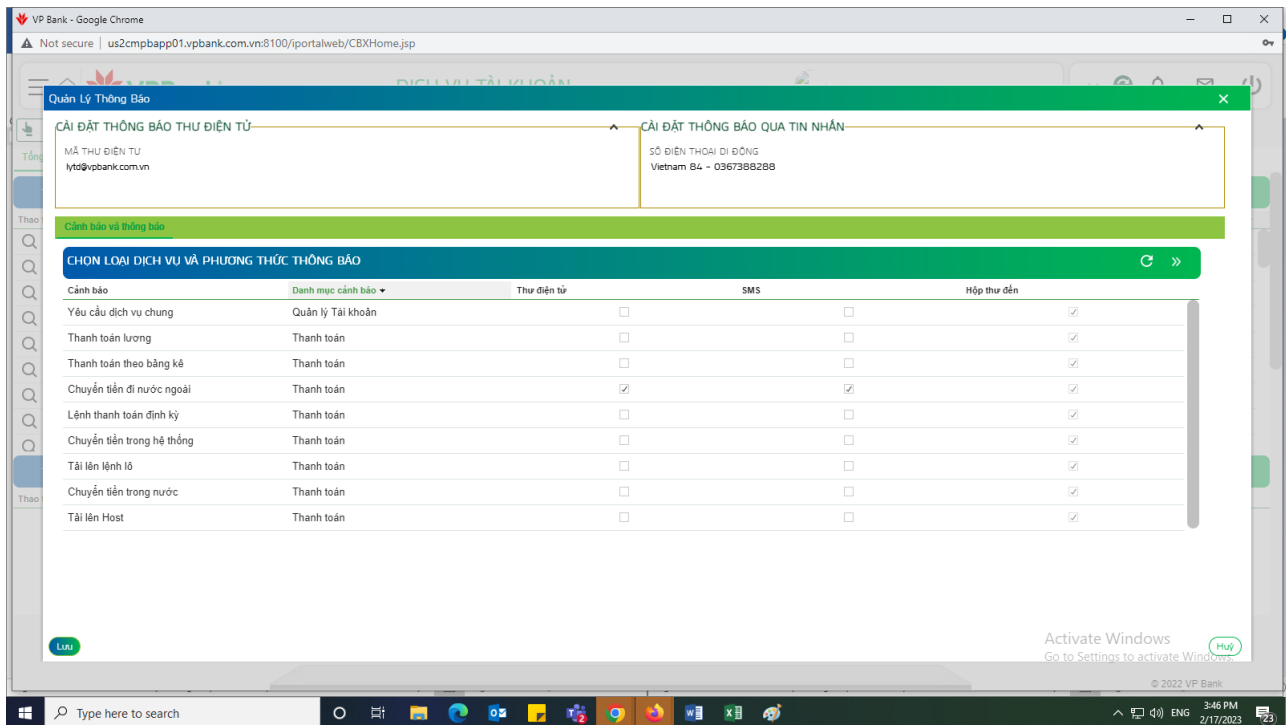 VP Bank - Google Chrome
Not secure | us2cmpbapp01.vpbank.com.vn:8100/iportalweb/CBXHome.jsp
DỊCH VỤ TÀI KHOẢN
Quản Lý Thông Báo
CÀI ĐẶT THÔNG BÁO THƯ ĐIỆN TỬ
CÀI ĐẶT THÔNG BÁO QUA TIN NHẮN
MÃ THƯ ĐIỆN TỬ
SỐ ĐIỆN THOẠI DI ĐỘNG
lytd@vpbank.com.vn
Vietnam 84 - 0367388288
Tổng
Thao
Cảnh báo và thông báo
CHỌN LOẠI DỊCH VỤ VÀ PHƯƠNG THỨC THÔNG BÁO
Cảnh báo Danh mục cảnh báo Thư điện tử SMS Hộp thư đến
Yêu cầu dịch vụ chung Quản lý Tài khoản
Thanh toán lương Thanh toán
Thanh toán theo bảng kê Thanh toán
Chuyển tiền đi nước ngoài Thanh toán
Lệnh thanh toán định kỳ Thanh toán
Chuyển tiền trong hệ thống Thanh toán
Tải lên lệnh lô Thanh toán
Chuyển tiền trong nước Thanh toán
Thao
Tải lên Host Thanh toán
Lưu
Huỷ
Activate Windows
Go to Settings to activate Windows.
© 2022 VP Bank
Type here to search
ENG
3:46 PM
2/17/2023
23